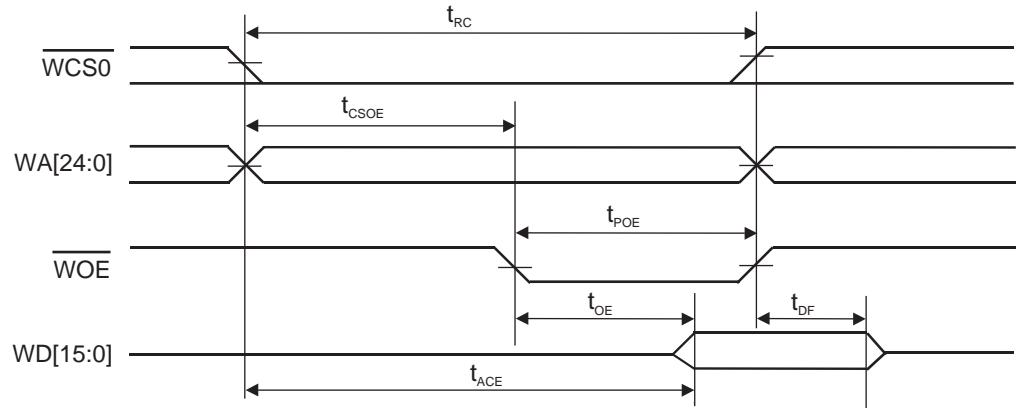 tRC
WCS0
tCSOE
WA[24:0]
tPOE
WOE
tOE
tDF
WD[15:0]
tACE